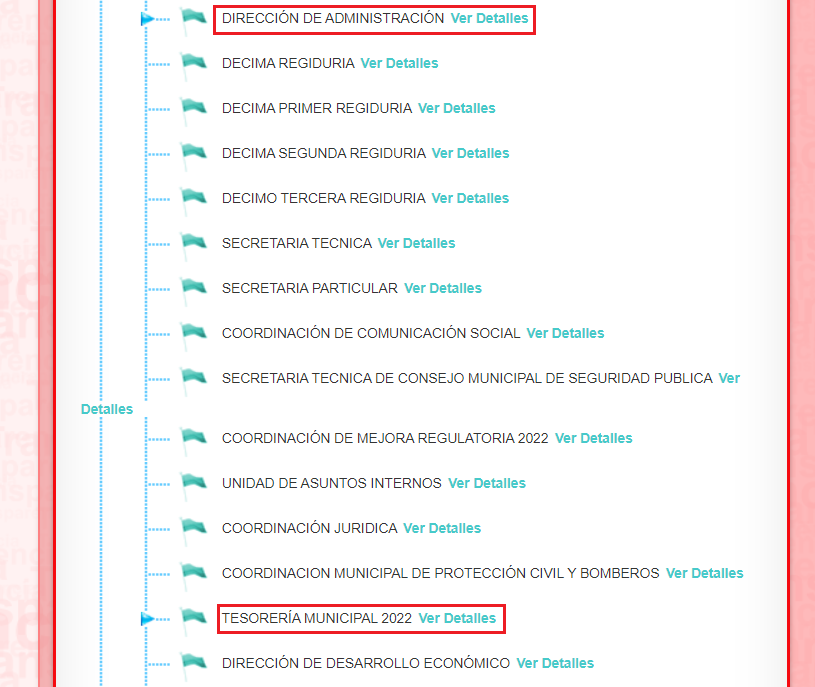 DIRECCIÓN DE ADMINISTRACIÓN Ver Detalles
DECIMA REGIDURIA Ver Detalles
DECIMA PRIMER REGIDURIA Ver Detalles
DECIMA SEGUNDA REGIDURIA Ver Detalles
DECIMO TERCERA REGIDURIA Ver Detalles
SECRETARIA TECNICA Ver Detalles
SECRETARIA PARTICULAR Ver Detalles
COORDINACIÓN DE COMUNICACIÓN SOCIAL Ver Detalles
SECRETARIA TECNICA DE CONSEJO MUNICIPAL DE SEGURIDAD PUBLICA Ver
Detalles
COORDINACIÓN DE MEJORA REGULATORIA 2022 Ver Detalles
UNIDAD DE ASUNTOS INTERNOS Ver Detalles
COORDINACIÓN JURIDICA Ver Detalles
COORDINACION MUNICIPAL DE PROTECCIÓN CIVIL Y BOMBEROS Ver Detalles
TESORERÍA MUNICIPAL 2022 Ver Detalles
DIRECCIÓN DE DESARROLLO ECONÓMICO Ver Detalles